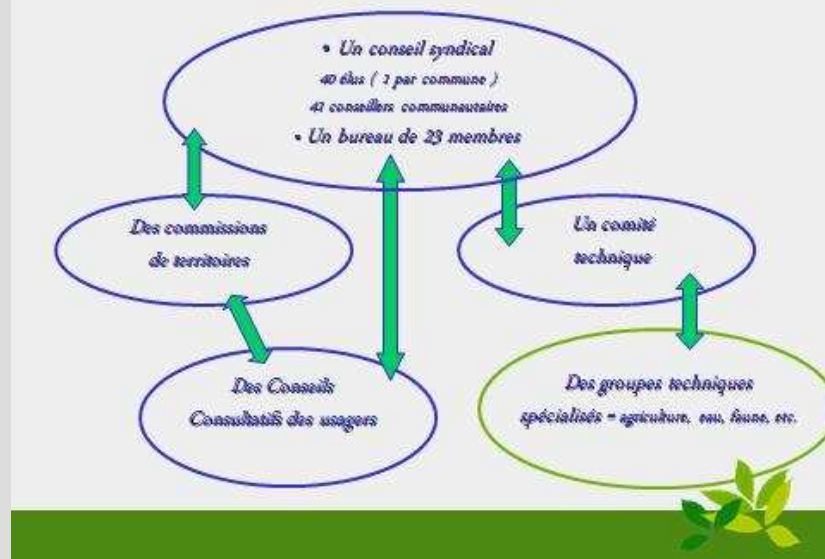 • Un conseil syndical
40 élus ( 1 par commune )
41 conseillers communautaires
• Un bureau de 23 membres
Des commissions
de territoires
Un comité
technique
Des Conseils
Consultatifs des usagers
Des groupes techniques
spécialisés = agriculture, eau, faune, etc.